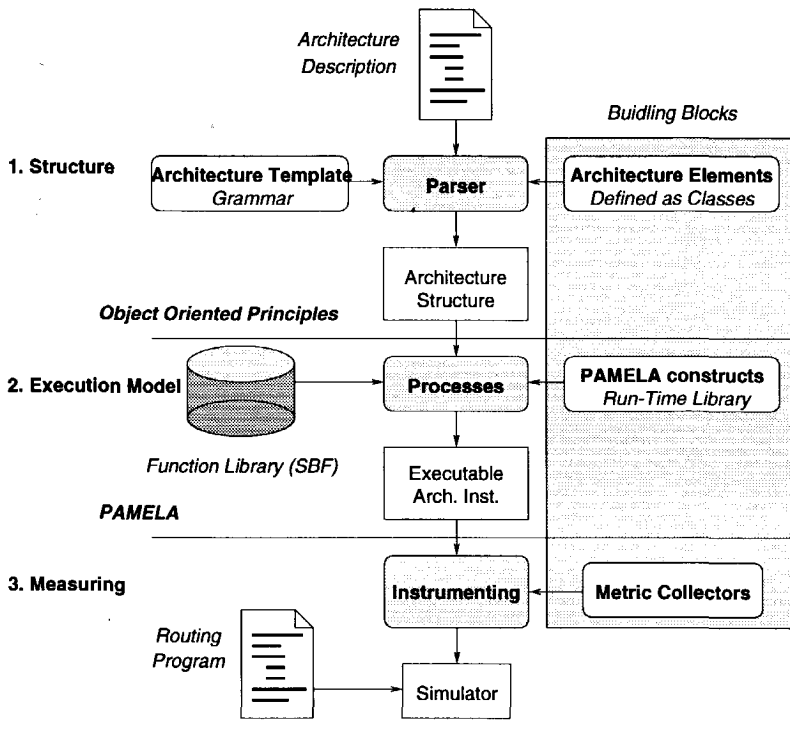 Architecture
Description
Buidling Blocks
1. Structure
Architecture Template
Grammar
Parser
Architecture Elements
Defined as Classes
Architecture
Structure
Object Oriented Principles
2. Execution Model
Processes
PAMELA constructs
Run-Time Library
Function Library (SBF)
Executable
Arch. Inst.
PAMELA
3. Measuring
Instrumenting
Metric Collectors
Routing
Program
Simulator